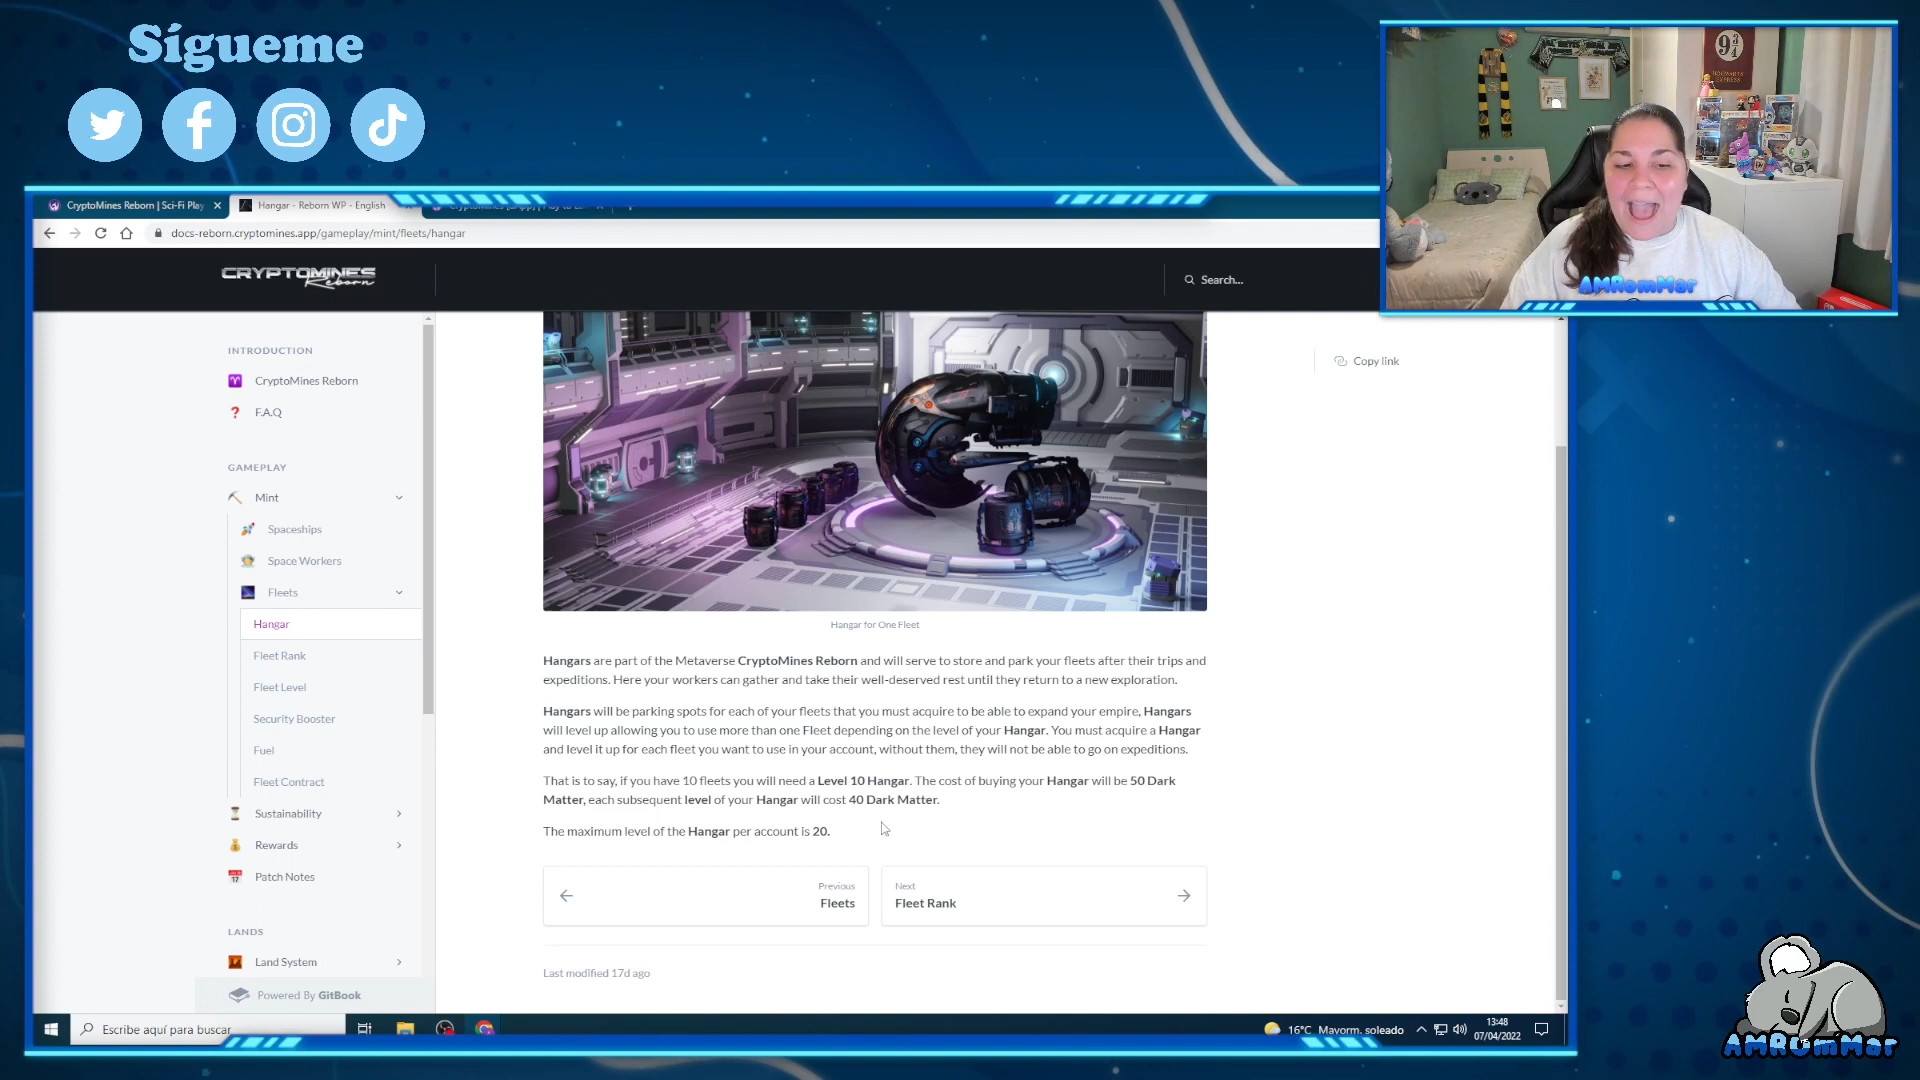 Sígueme
9¾
HOGWARTS
EXPRESS
AMRomMar
CryptoMines Reborn | Sci-Fi Play
Hangar - Reborn WP - English
docs-reborn.cryptomines.app/gameplay/mint/fleets/hangar
CRYPTOMINES
Reborn
Search...
INTRODUCTION
CryptoMines Reborn
F.A.Q
GAMEPLAY
Mint
Spaceships
Space Workers
Fleets
Hangar
Fleet Rank
Fleet Level
Security Booster
Fuel
Fleet Contract
Sustainability
Rewards
Patch Notes
LANDS
Land System
Powered By GitBook
Copy link
Hangar for One Fleet
Hangars are part of the Metaverse CryptoMines Reborn and will serve to store and park your fleets after their trips and
expeditions. Here your workers can gather and take their well-deserved rest until they return to a new exploration.
Hangars will be parking spots for each of your fleets that you must acquire to be able to expand your empire, Hangars
will level up allowing you to use more than one Fleet depending on the level of your Hangar. You must acquire a Hangar
and level it up for each fleet you want to use in your account, without them, they will not be able to go on expeditions.
That is to say, if you have 10 fleets you will need a Level 10 Hangar. The cost of buying your Hangar will be 50 Dark
Matter, each subsequent level of your Hangar will cost 40 Dark Matter.
The maximum level of the Hangar per account is 20.
Previous
Fleets
Next
Fleet Rank
Last modified 17d ago
Escribe aquí para buscar
16°C Mayorm. soleado
13:48
07/04/2022
AMROmMar